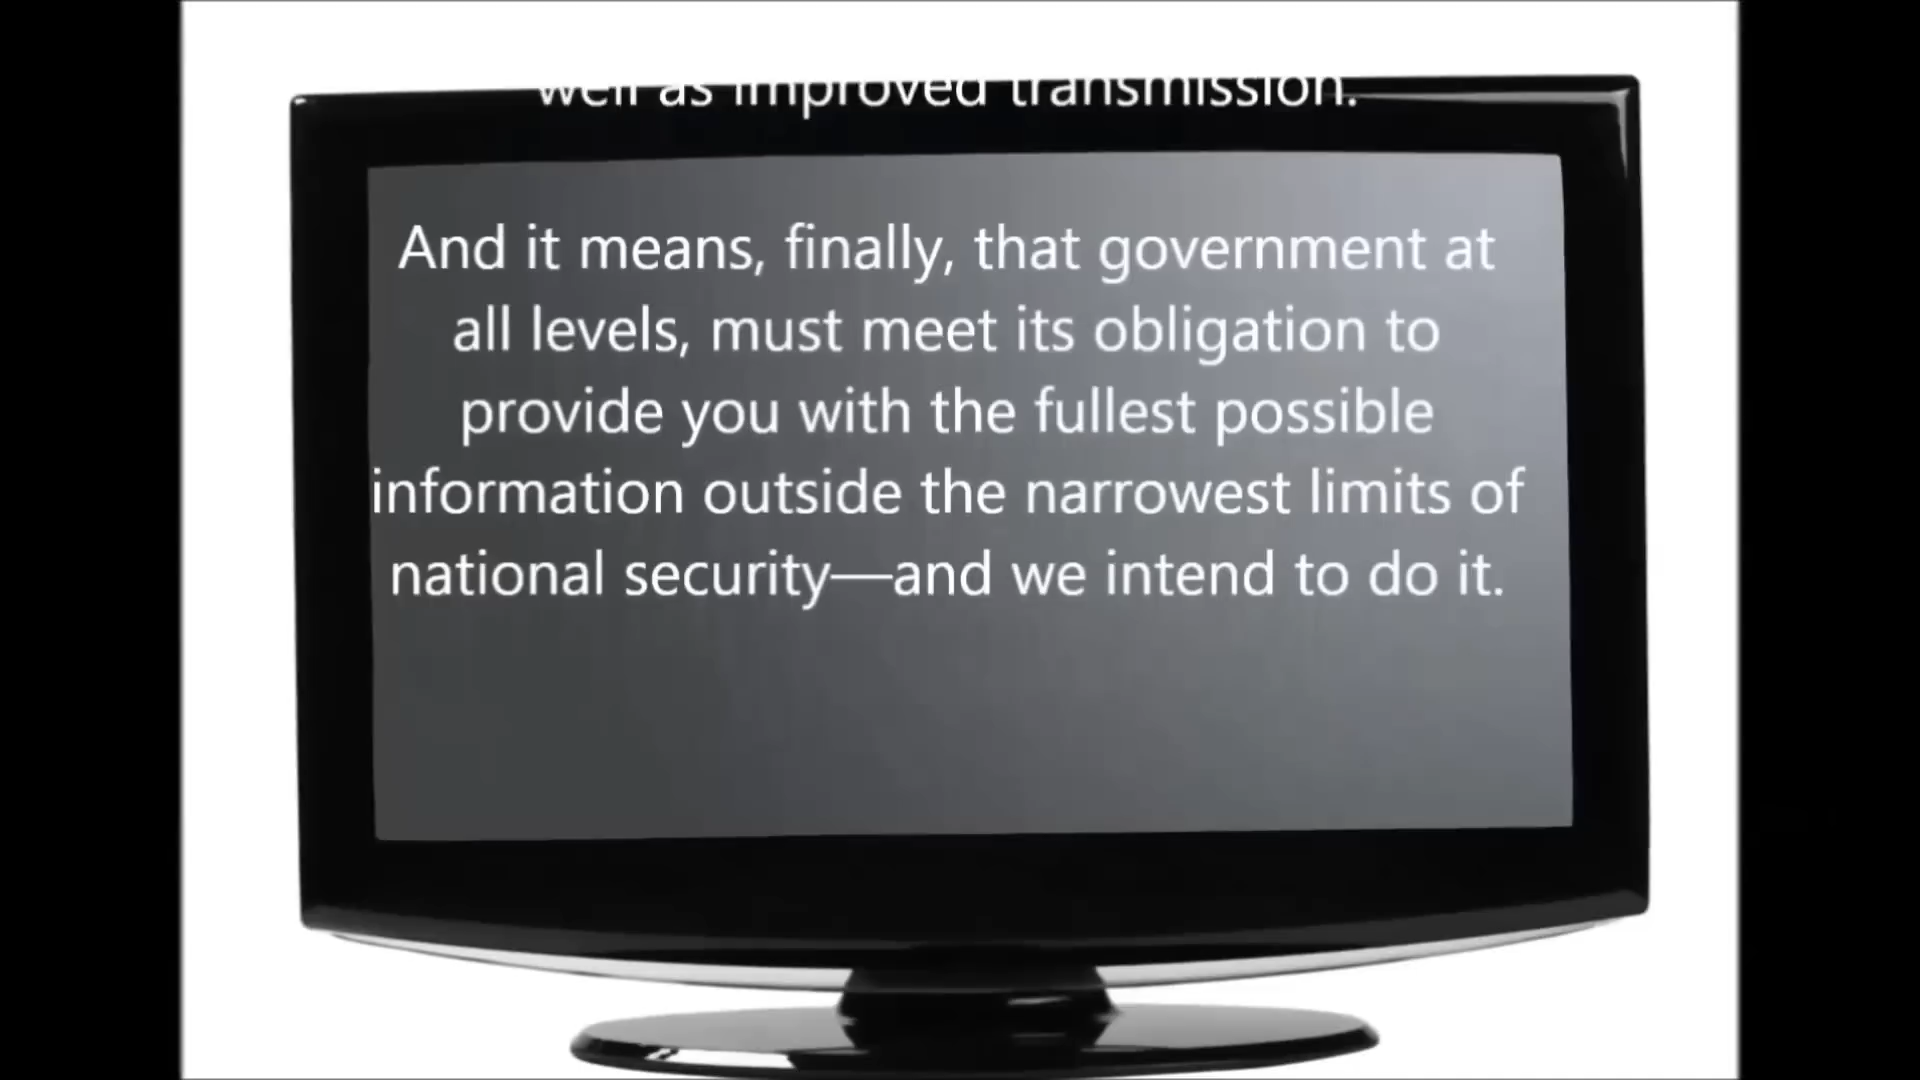 well as improved transmission.
And it means, finally, that government at
all levels, must meet its obligation to
provide you with the fullest possible
information outside the narrowest limits of
national security—and we intend to do it.